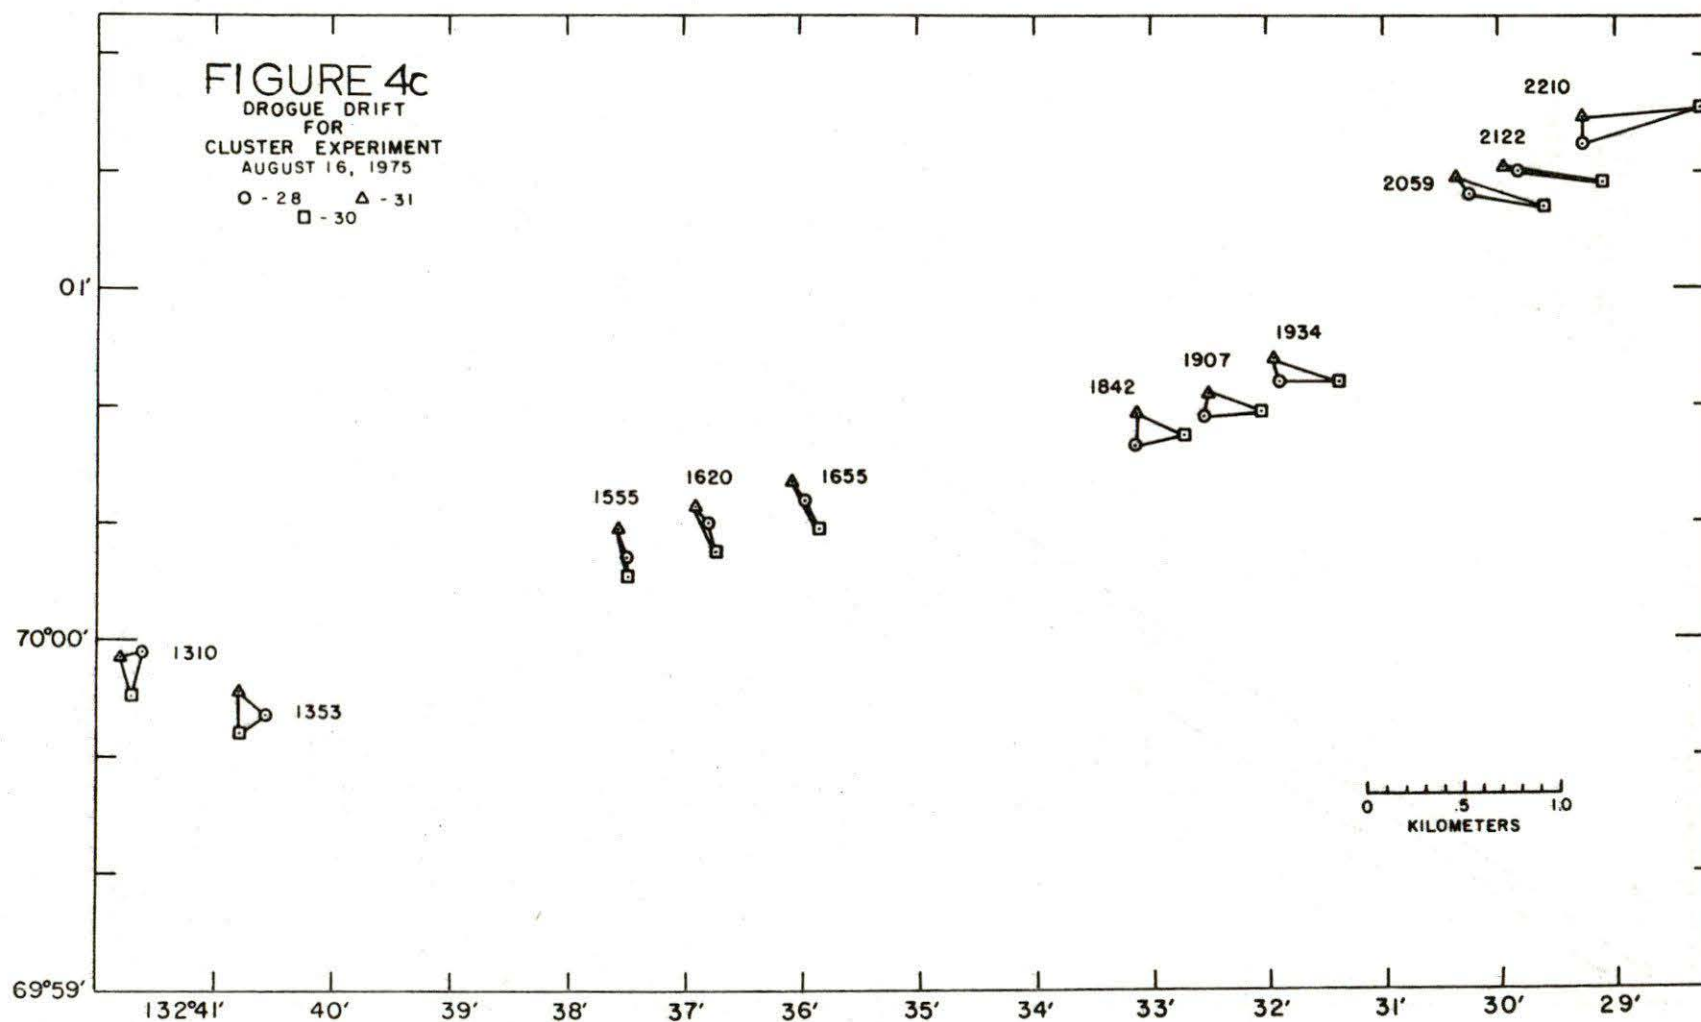 FIGURE 4c
DROGUE DRIFT
FOR
CLUSTER EXPERIMENT
AUGUST 16, 1975
O - 28 △ - 31
□ - 30
2210
2122
2059
01'
1934
1907
1842
1655
1620
1555
70°00'
1310
1353
0 .5 1.0
KILOMETERS
69°59'
132°41' 40' 39' 38' 37' 36' 35' 34' 33' 32' 31' 30' 29'